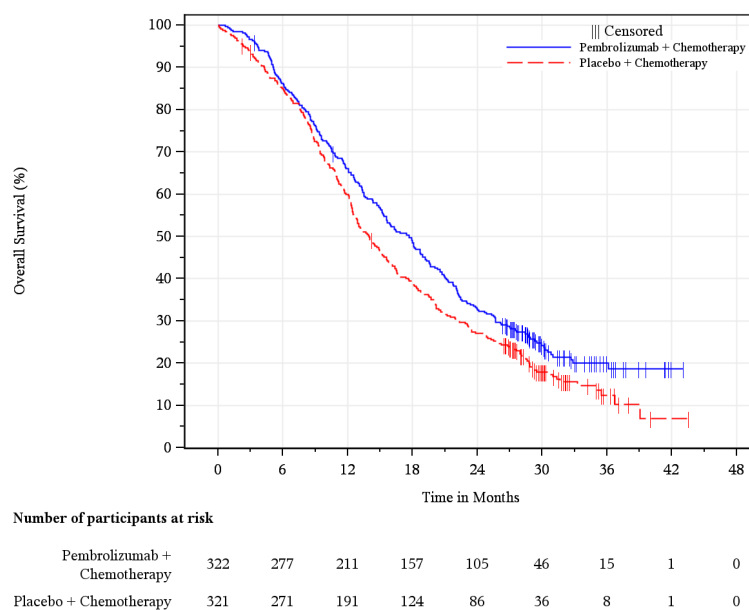 ||| Censored
Pembrolizumab + Chemotherapy
Placebo + Chemotherapy
Overall Survival (%)
100
90
80
70
60
50
40
30
20
10
0
0 6 12 18 24 30 36 42 48
Time in Months
Number of participants at risk
Pembrolizumab +
Chemotherapy
322 277 211 157 105 46 15 1 0
Placebo + Chemotherapy 321 271 191 124 86 36 8 1 0